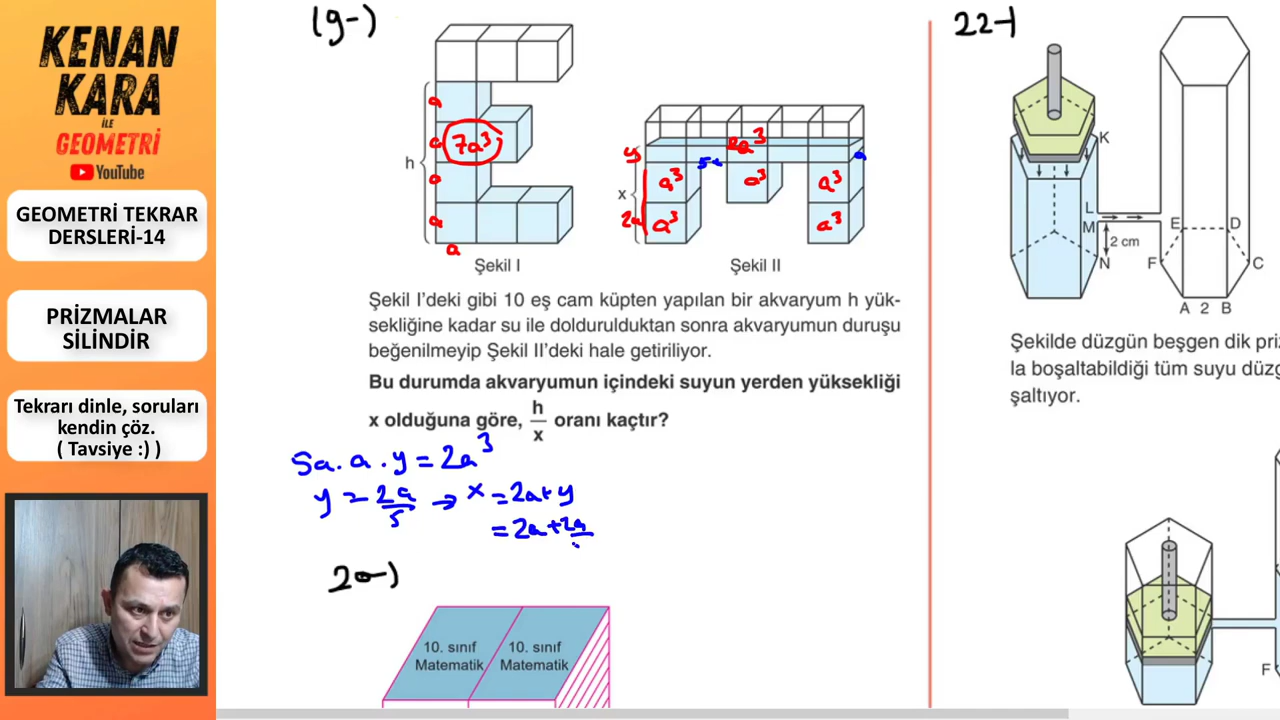 KENAN
KARA
İLE
GEOMETRİ
YouTube
GEOMETRİ TEKRAR
DERSLERİ-14
PRİZMALAR
SİLİNDİR
Tekrarı dinle, soruları
kendin çöz.
( Tavsiye :) )
19-)
h
a
a
a
a
a
7a³
Şekil I
y
x
2a
5a
a
2a³
a³
a³
a³
a³
a³
Şekil II
Şekil I'deki gibi 10 eş cam küpten yapılan bir akvaryum h yük-
sekliğine kadar su ile doldurulduktan sonra akvaryumun duruşu
beğenilmeyip Şekil II'deki hale getiriliyor.
Bu durumda akvaryumun içindeki suyun yerden yüksekliği
x olduğuna göre, h/x oranı kaçtır?
5a.a.y=2a³
y=2a/5 → x=2a+y
=2a+2a
20-)
10. sınıf
Matematik
10. sınıf
Matematik
22-)
K
L
M
N
2 cm
E
D
F
C
A 2 B
Şekilde düzgün beşgen dik priz
la boşaltabildiği tüm suyu düzg
şaltıyor.
F